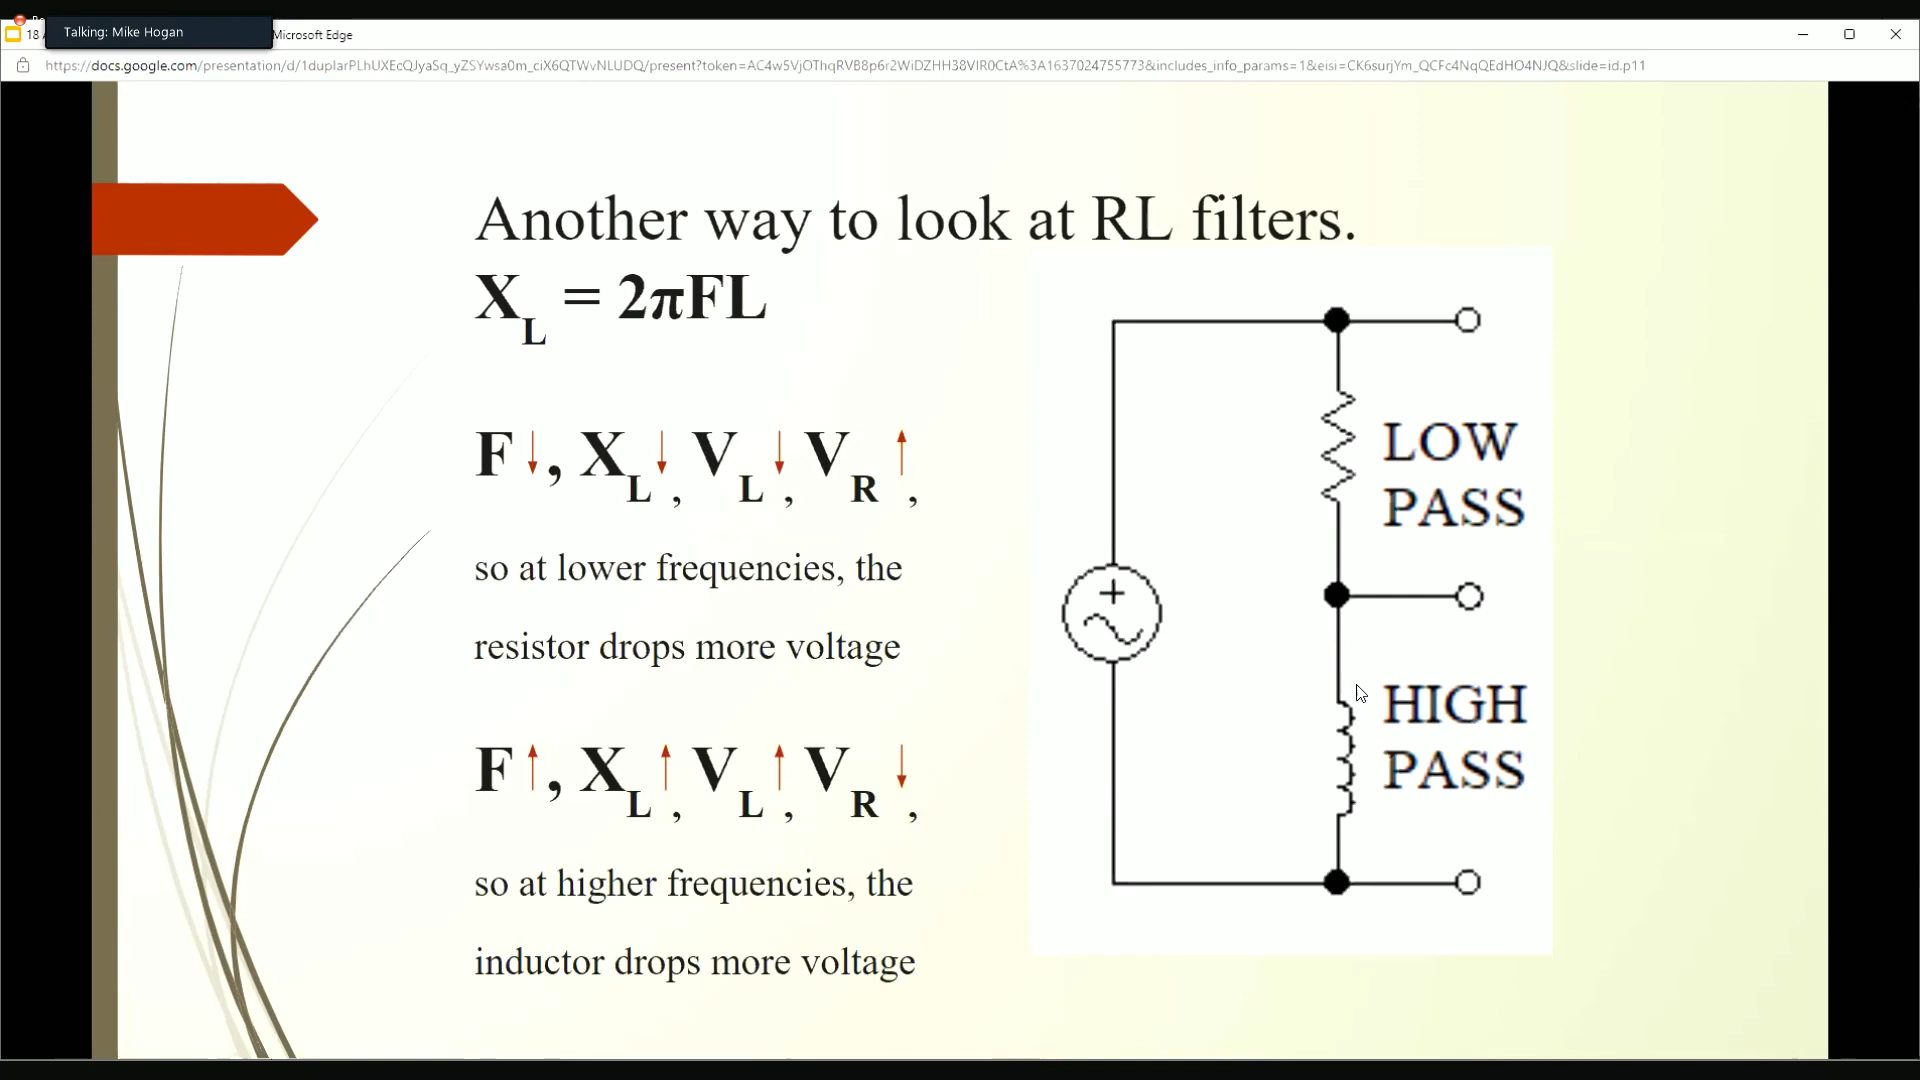 Talking: Mike Hogan
18
Microsoft Edge
https://docs.google.com/presentation/d/1duplarPLhUXEcQJyaSq_yZSYwsa0m_ciX6QTWvNLUDQ/present?token=AC4w5VjOThqRVB8p6r2WiDZHH38VIR0CtA%3A1637024755773&includes_info_params=1&eisi=CK6surjYm_QCFc4NqQEdHO4NJQ&slide=id.p11
Another way to look at RL filters.
X_L = 2πFL
F↓, X_L↓, V_L↓, V_R↑,
so at lower frequencies, the
resistor drops more voltage
F↑, X_L↑, V_L↑, V_R↓,
so at higher frequencies, the
inductor drops more voltage
LOW
PASS
+
HIGH
PASS